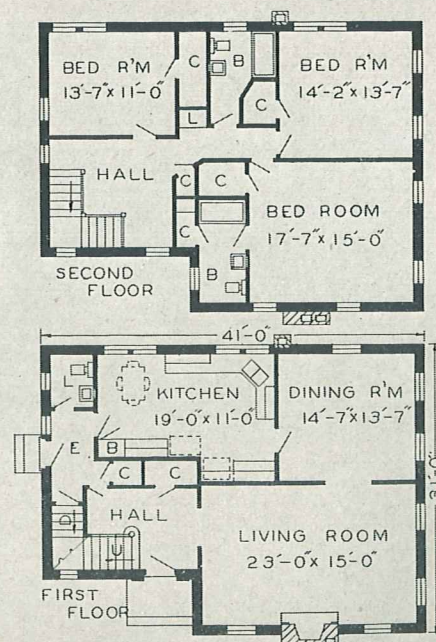 BED R'M
13'-7"x 11'-0"
C
B
BED R'M
14'-2"x 13'-7"
C
L
HALL
C
C
BED ROOM
17'-7"x 15'-0"
C
B
SECOND
FLOOR
41'-0"
L
KITCHEN
19'-0"x 11'-0"
DINING R'M
14'-7"x 13'-7"
E
B
C
C
HALL
D
U
LIVING ROOM
23'-0"x 15'-0"
FIRST
FLOOR